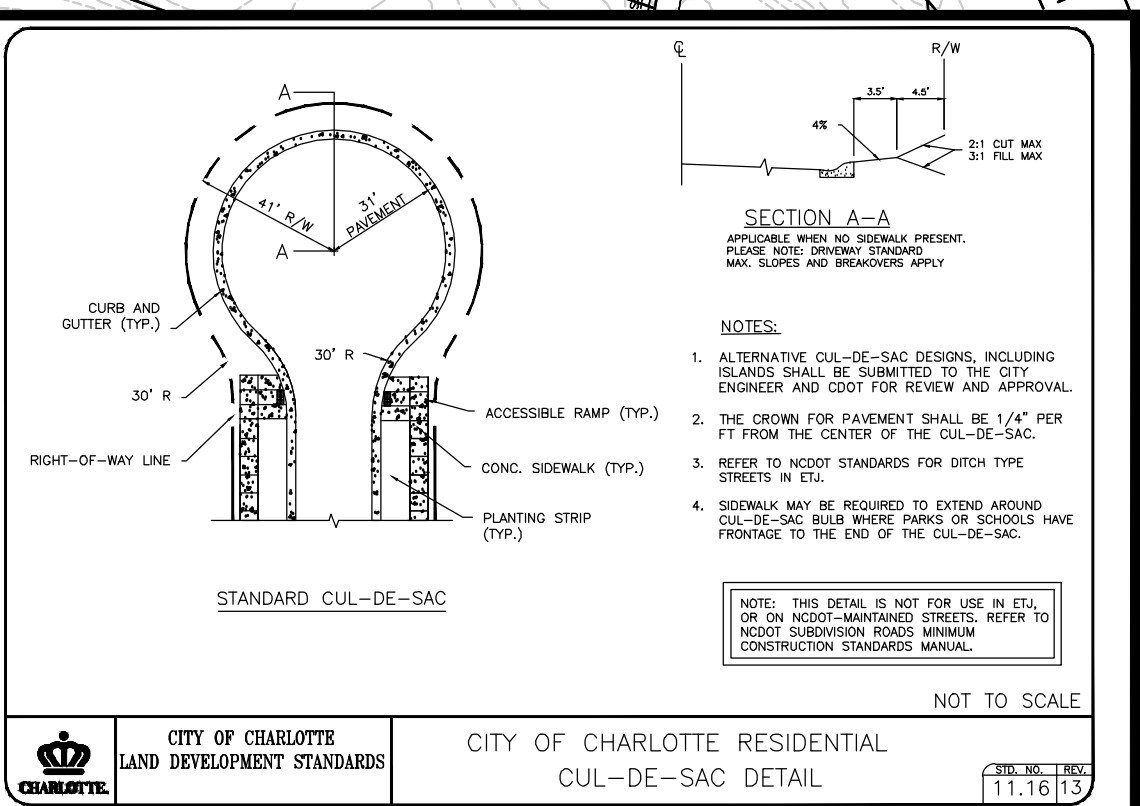 A
A
41' R/W
31'
PAVEMENT
CURB AND
GUTTER (TYP.)
30' R
30' R
RIGHT-OF-WAY LINE
ACCESSIBLE RAMP (TYP.)
CONC. SIDEWALK (TYP.)
PLANTING STRIP
(TYP.)
STANDARD CUL-DE-SAC
℄
R/W
3.5'
4.5'
4%
2:1 CUT MAX
3:1 FILL MAX
SECTION A-A
APPLICABLE WHEN NO SIDEWALK PRESENT.
PLEASE NOTE: DRIVEWAY STANDARD
MAX. SLOPES AND BREAKOVERS APPLY
NOTES:
1. ALTERNATIVE CUL-DE-SAC DESIGNS, INCLUDING
ISLANDS SHALL BE SUBMITTED TO THE CITY
ENGINEER AND CDOT FOR REVIEW AND APPROVAL.
2. THE CROWN FOR PAVEMENT SHALL BE 1/4" PER
FT FROM THE CENTER OF THE CUL-DE-SAC.
3. REFER TO NCDOT STANDARDS FOR DITCH TYPE
STREETS IN ETJ.
4. SIDEWALK MAY BE REQUIRED TO EXTEND AROUND
CUL-DE-SAC BULB WHERE PARKS OR SCHOOLS HAVE
FRONTAGE TO THE END OF THE CUL-DE-SAC.
NOTE: THIS DETAIL IS NOT FOR USE IN ETJ,
OR ON NCDOT-MAINTAINED STREETS. REFER TO
NCDOT SUBDIVISION ROADS MINIMUM
CONSTRUCTION STANDARDS MANUAL.
NOT TO SCALE
CHARLOTTE.
CITY OF CHARLOTTE
LAND DEVELOPMENT STANDARDS
CITY OF CHARLOTTE RESIDENTIAL
CUL-DE-SAC DETAIL
STD. NO. REV.
11.16 13